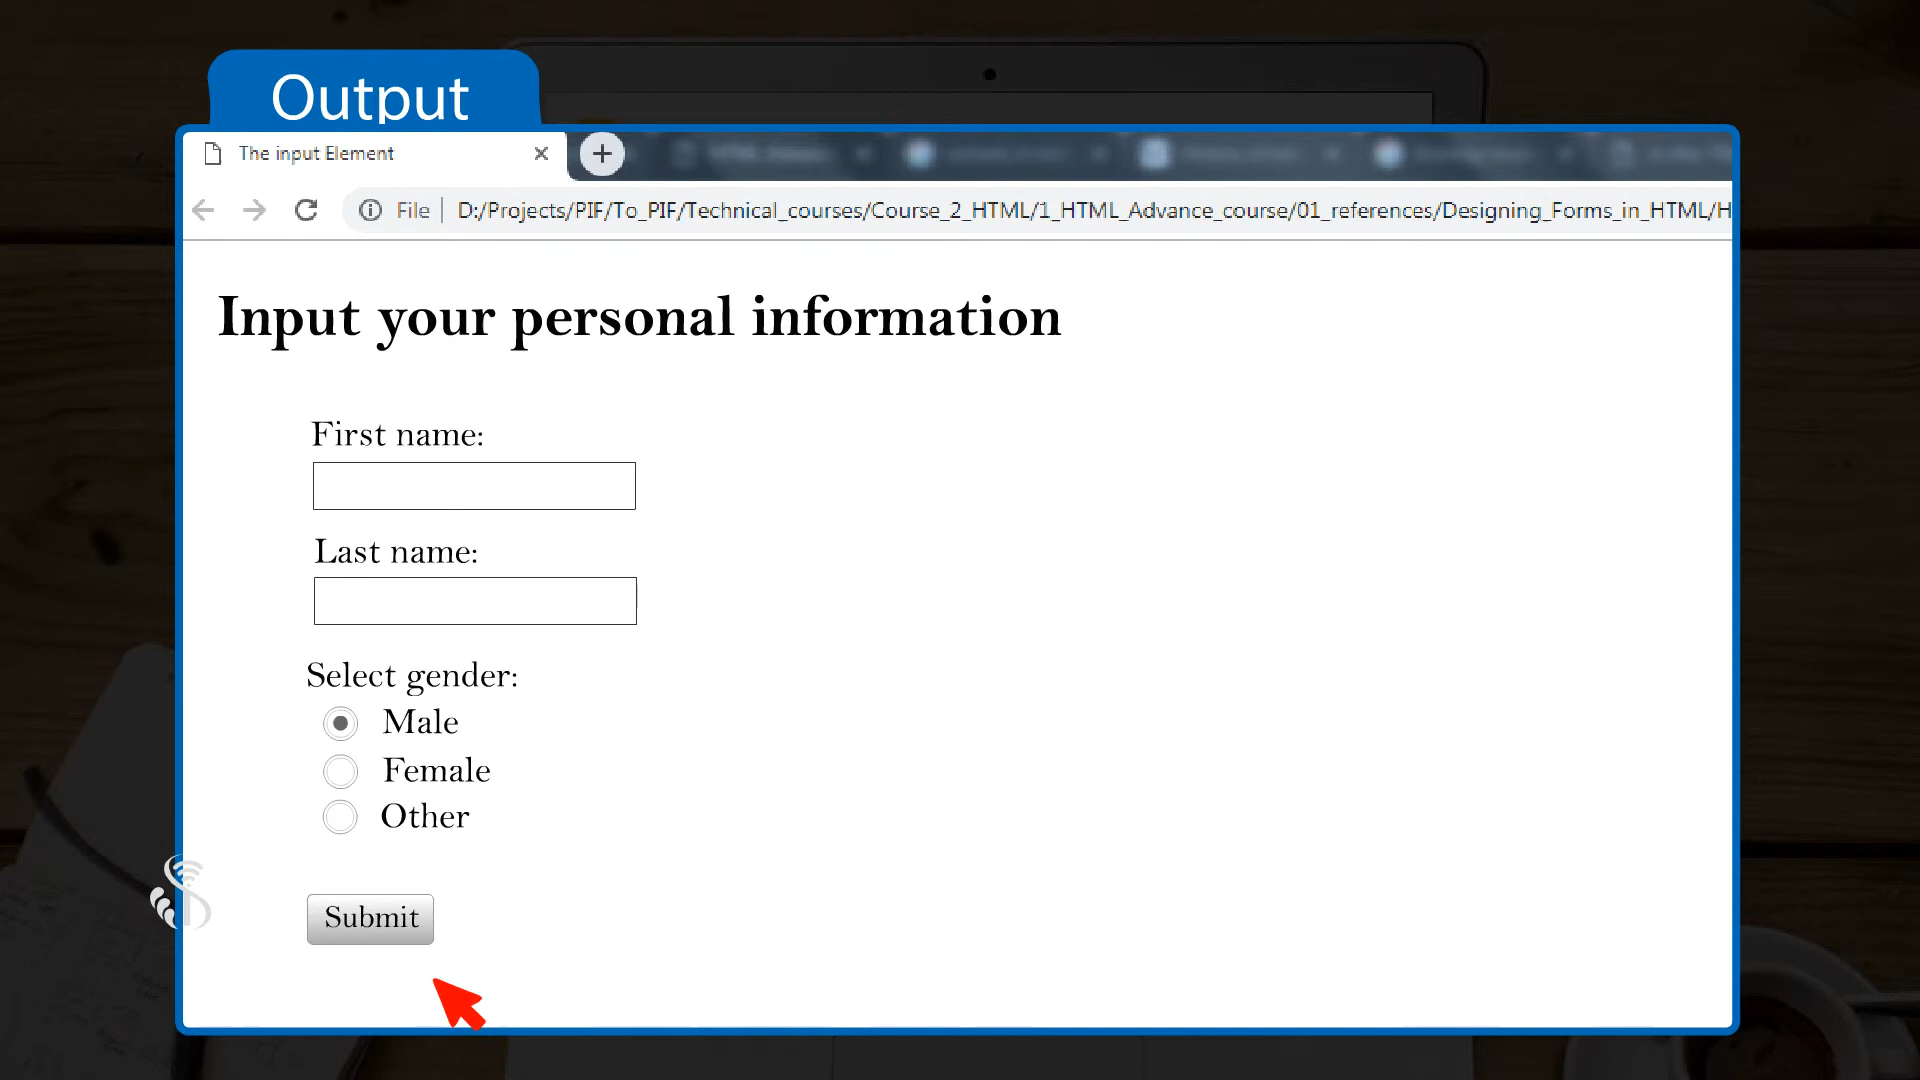 Output
The input Element
File D:/Projects/PIF/To_PIF/Technical_courses/Course_2_HTML/1_HTML_Advance_course/01_references/Designing_Forms_in_HTML/H
Input your personal information
First name:
Last name:
Select gender:
Male
Female
Other
Submit